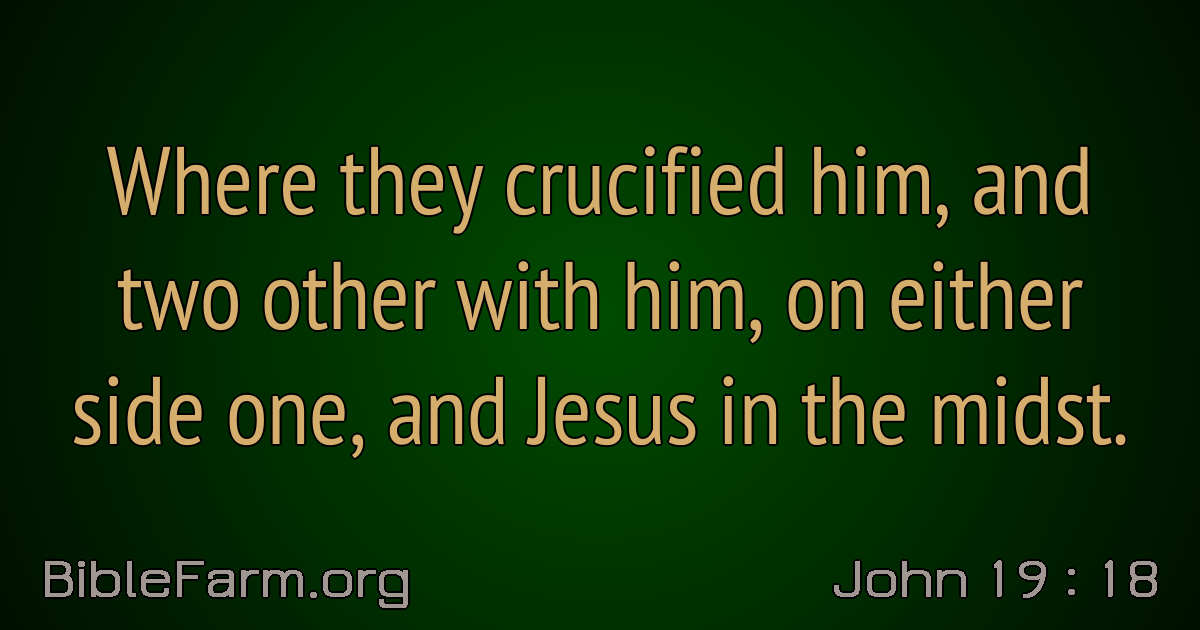 Where they crucified him, and
two other with him, on either
side one, and Jesus in the midst.
BibleFarm.org
John 19 : 18